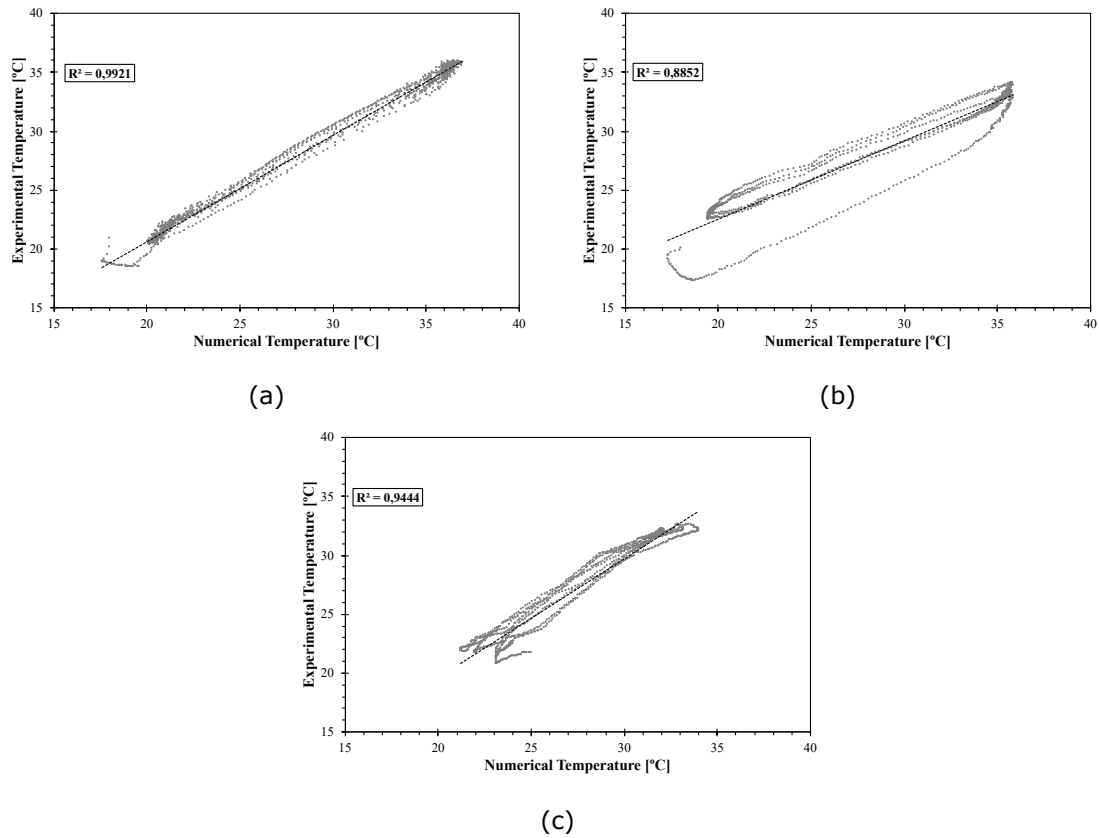 40
35
30
25
20
15
Experimental Temperature [ºC]
R² = 0,9921
15 20 25 30 35 40
Numerical Temperature [ºC]
(a)
40
35
30
25
20
15
Experimental Temperature [ºC]
R² = 0,8852
15 20 25 30 35 40
Numerical Temperature [ºC]
(b)
40
35
30
25
20
15
Experimental Temperature [ºC]
R² = 0,9444
15 20 25 30 35 40
Numerical Temperature [ºC]
(c)